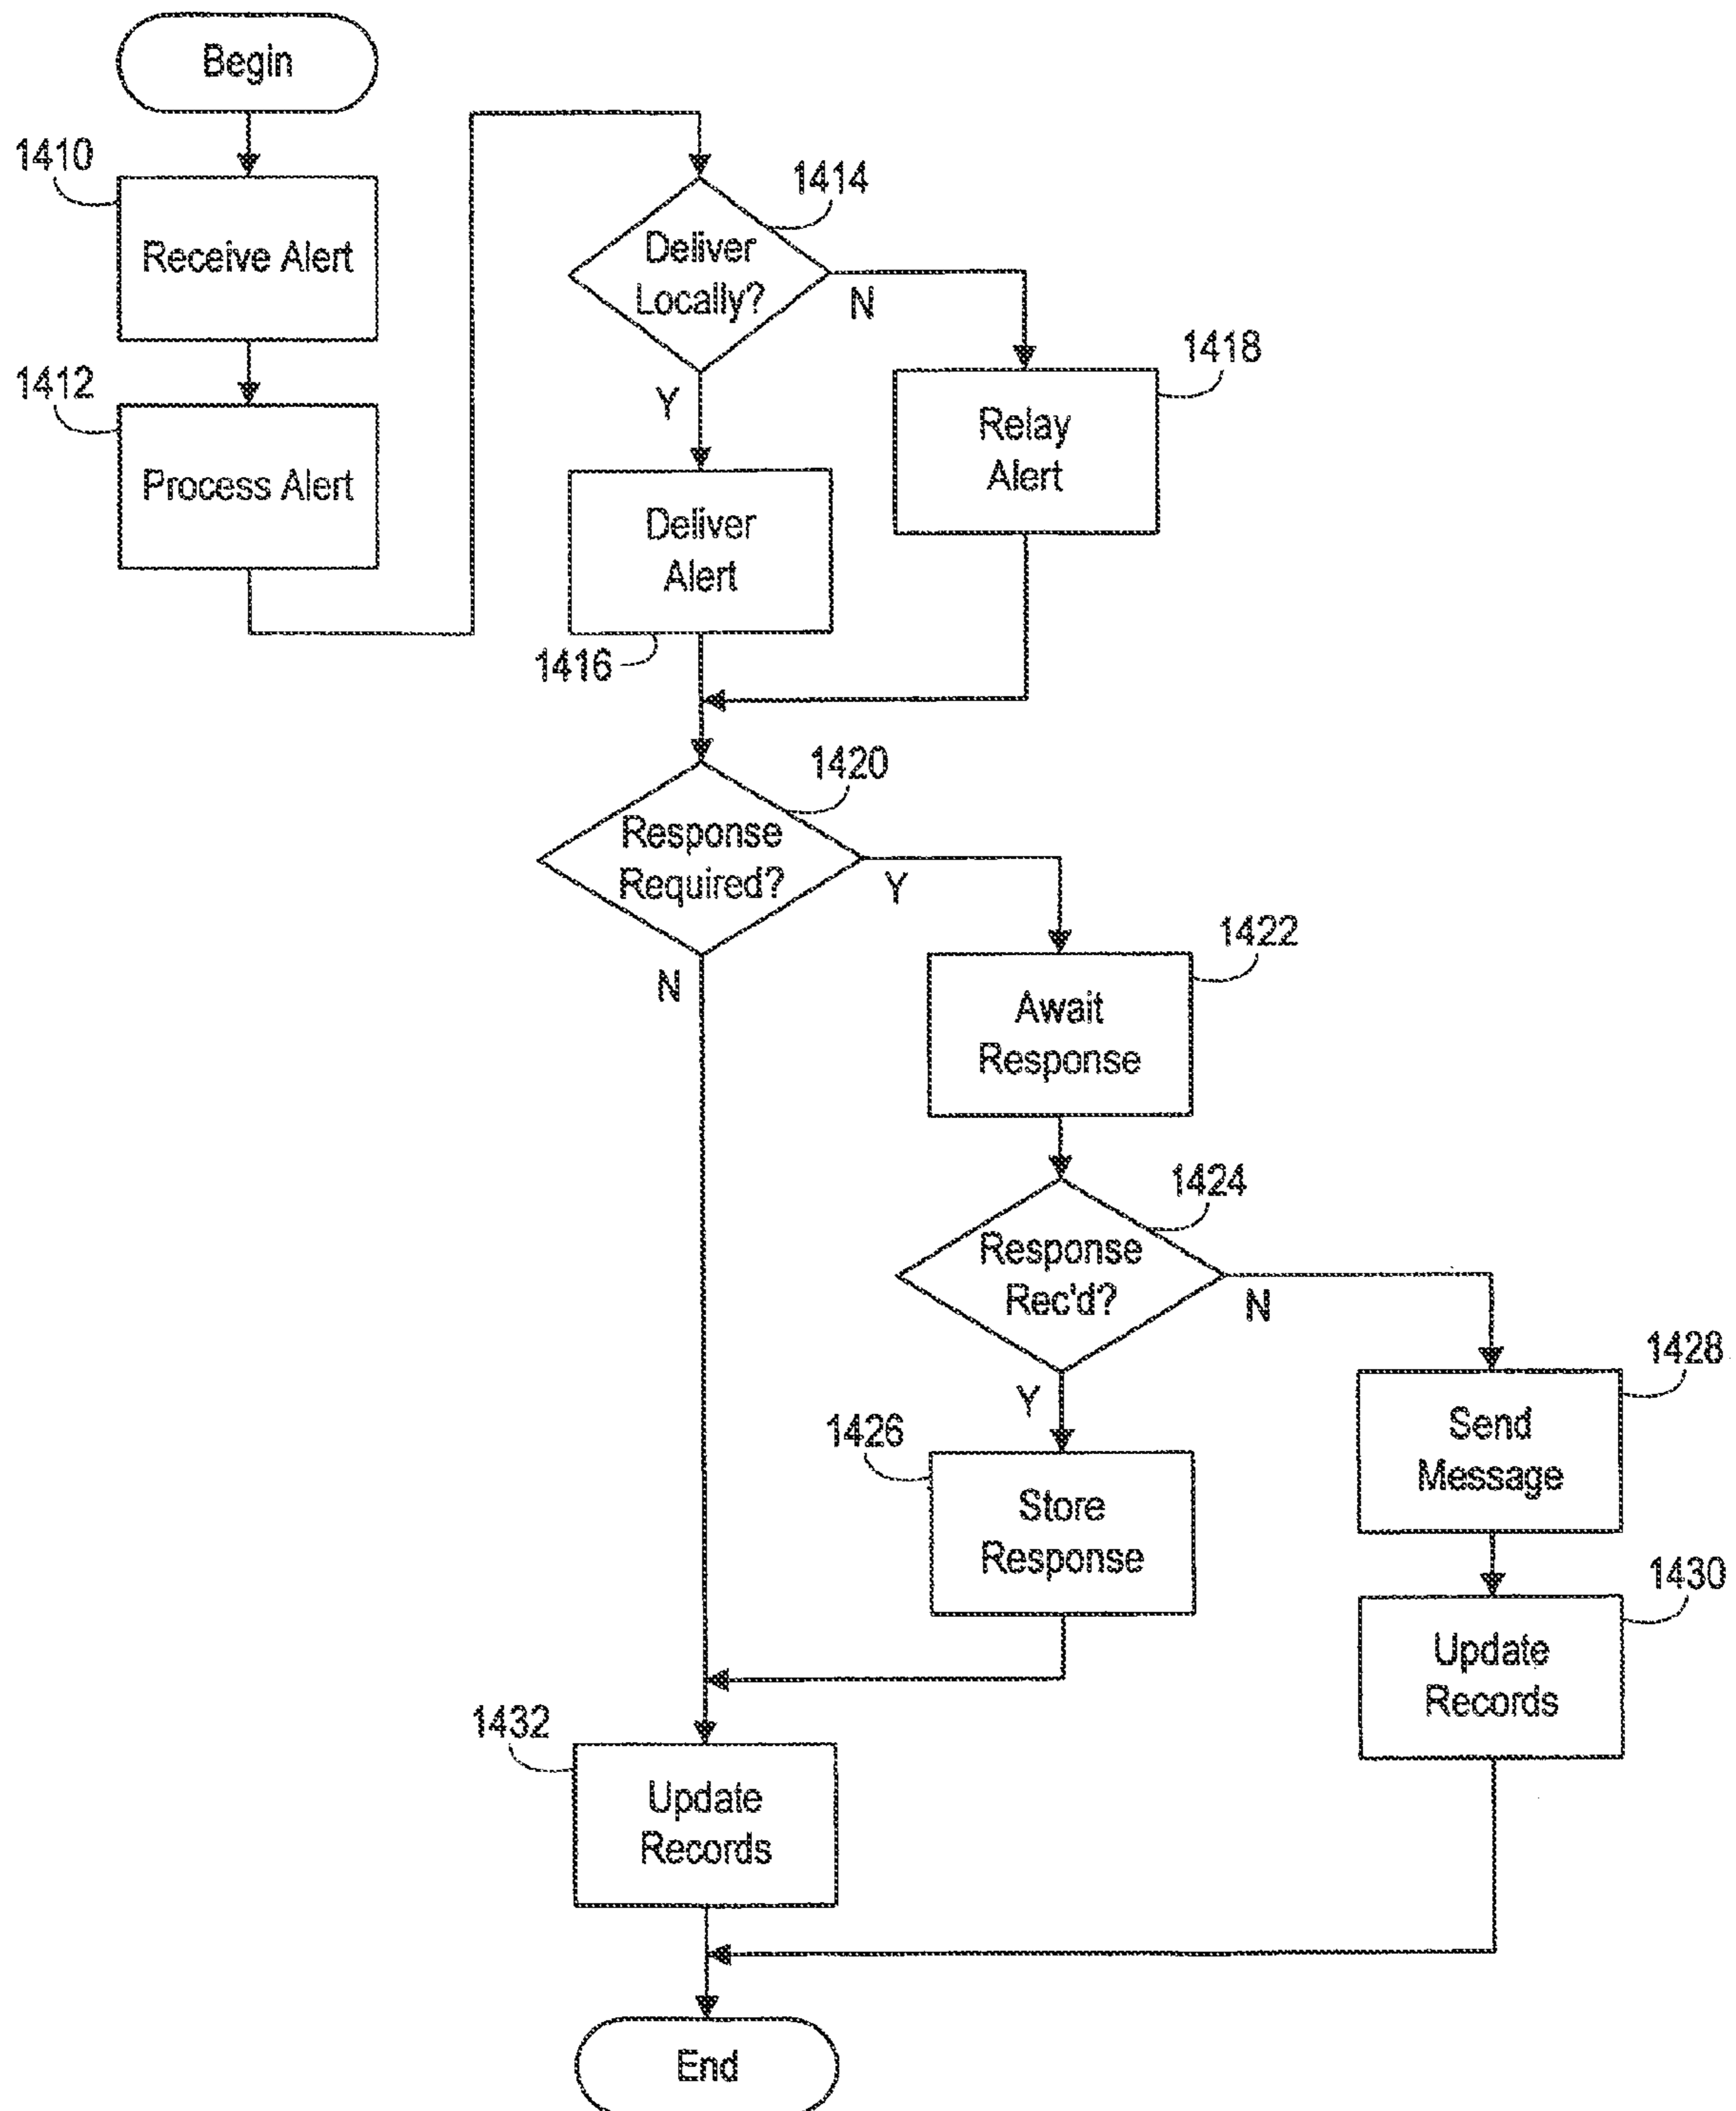 Begin
1410
Receive Alert
1412
Process Alert
1414
Deliver
Locally?
N
Y
1418
Relay
Alert
Deliver
Alert
1416
1420
Response
Required?
Y
N
1422
Await
Response
1424
Response
Rec'd?
N
Y
1426
Store
Response
1428
Send
Message
1430
Update
Records
1432
Update
Records
End